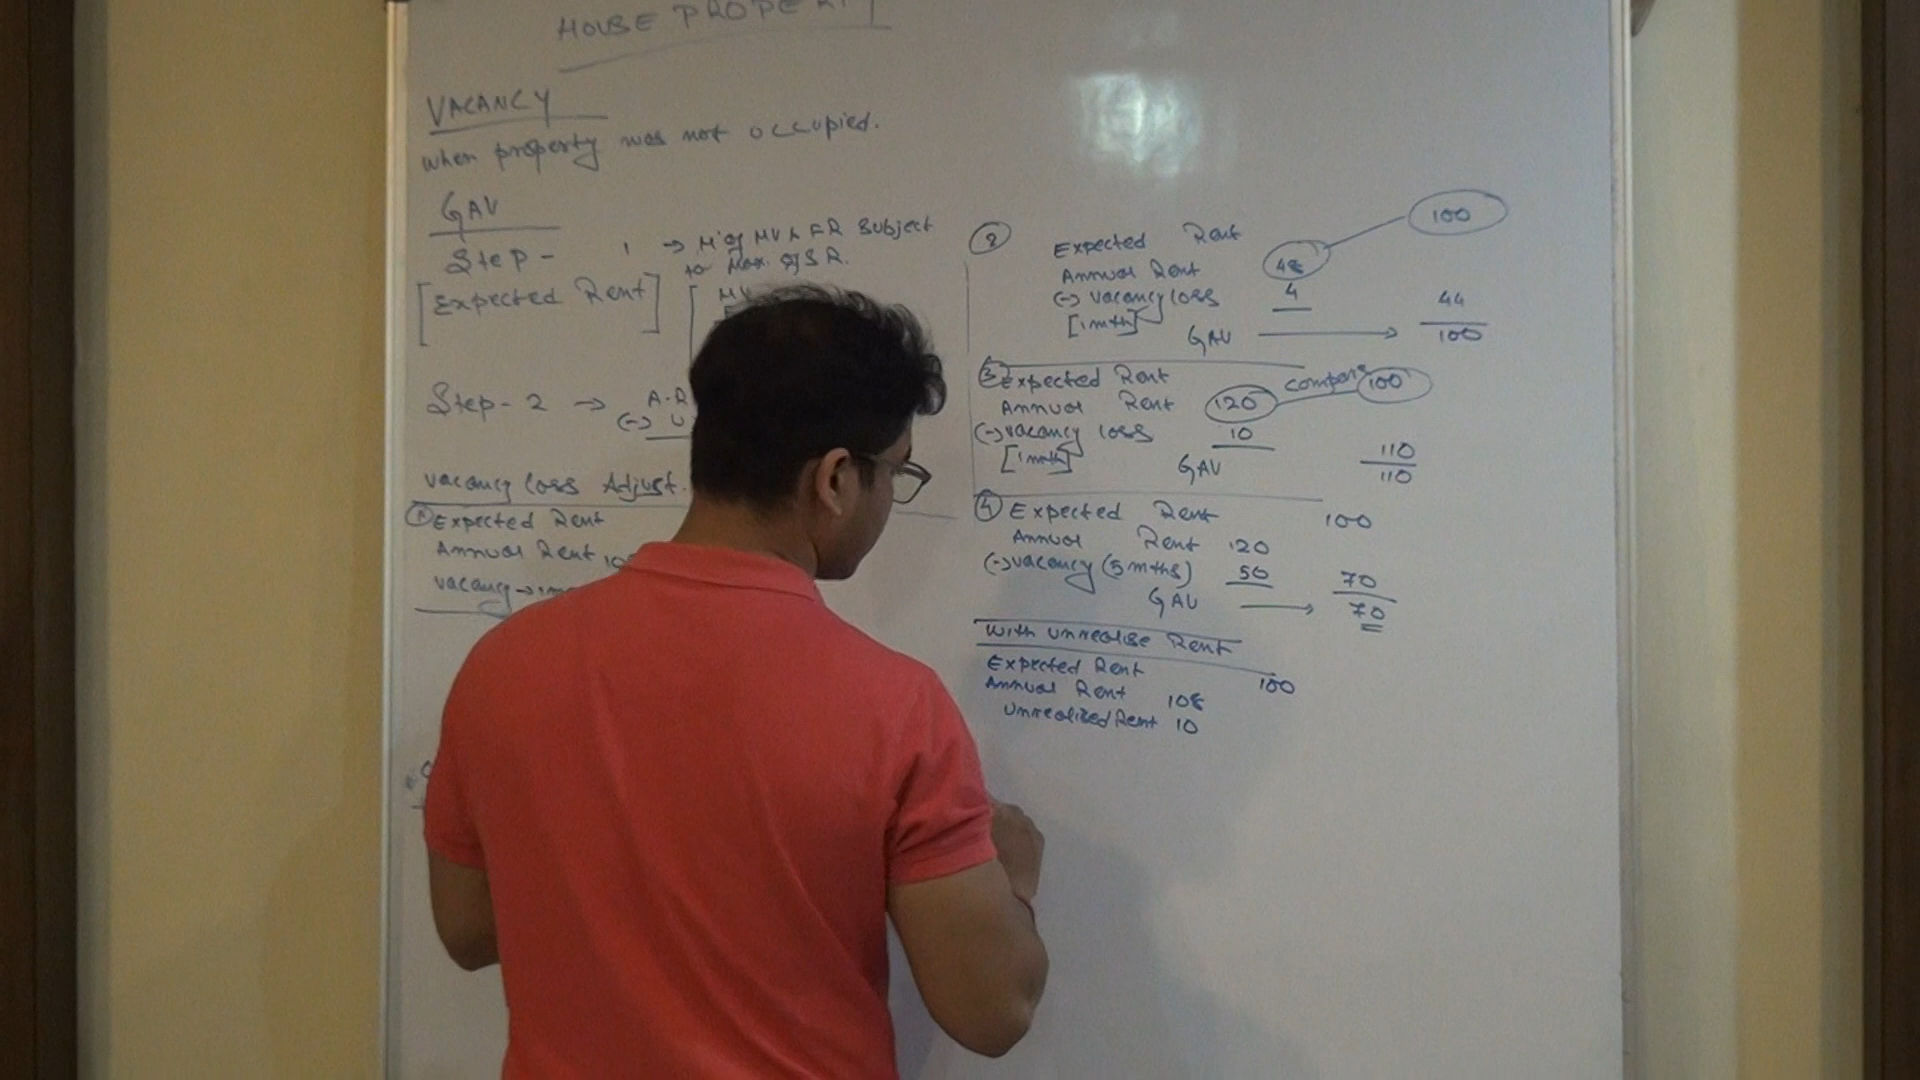 HOUSE PROPERTY
VACANCY
when property was not occupied.
GAV
Step - 1 → H' of MV & FR Subject
to Max. of SR.
[Expected Rent]
MV
Step - 2 → A.R
(-) U
Vacancy loss Adjust.
① Expected Rent
Annual Rent
Vacancy →
② Expected Rent 100
Annual Rent 48
(-) Vacancy loss 4 44
[1 mth]
GAV → 100
③ Expected Rent compare 100
Annual Rent 120
(-) Vacancy loss 10 110
[1 mth] GAV 110
④ Expected Rent 100
Annual Rent 120
(-) Vacancy (5 mths) 50 70
GAV → 70
With Unrealise Rent
Expected Rent 100
Annual Rent 108
Unrealized Rent 10